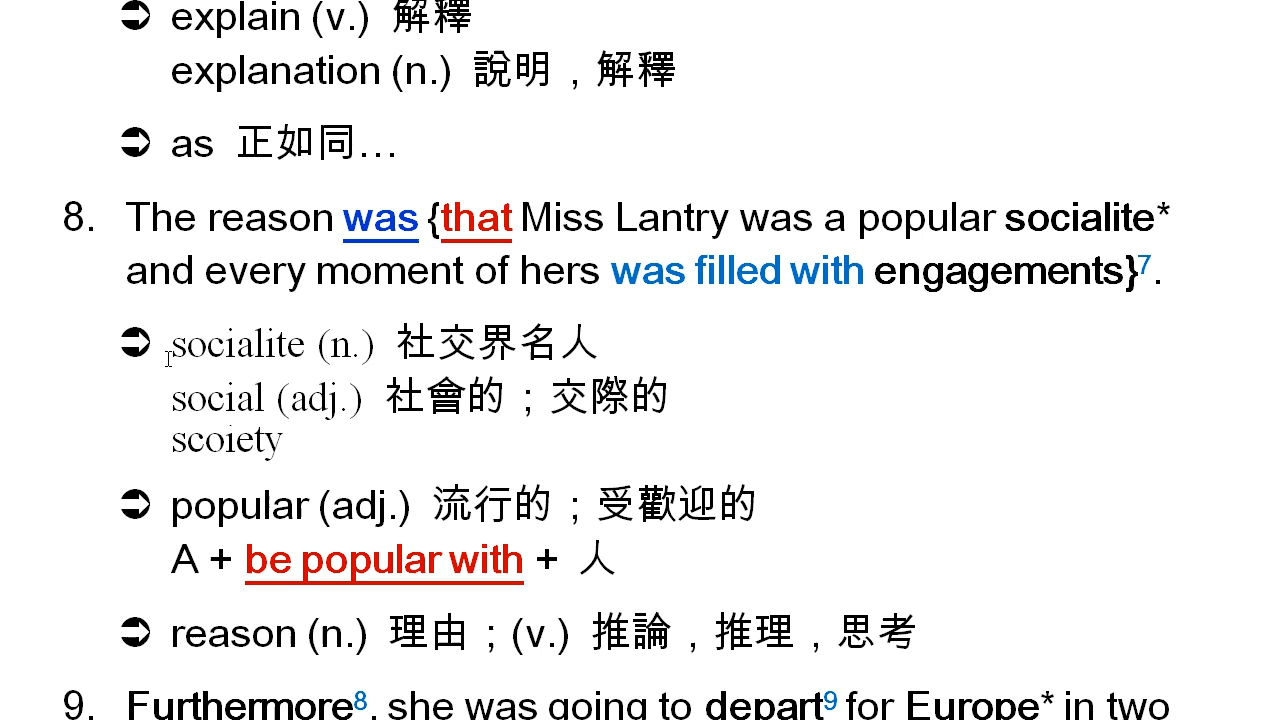 ➲ explain (v.) 解釋
explanation (n.) 說明，解釋
➲ as 正如同…
8. The reason was {that Miss Lantry was a popular socialite*
and every moment of hers was filled with engagements}7.
➲ socialite (n.) 社交界名人
social (adj.) 社會的；交際的
scoiety
➲ popular (adj.) 流行的；受歡迎的
A + be popular with + 人
➲ reason (n.) 理由；(v.) 推論，推理，思考
9. Furthermore8, she was going to depart9 for Europe* in two